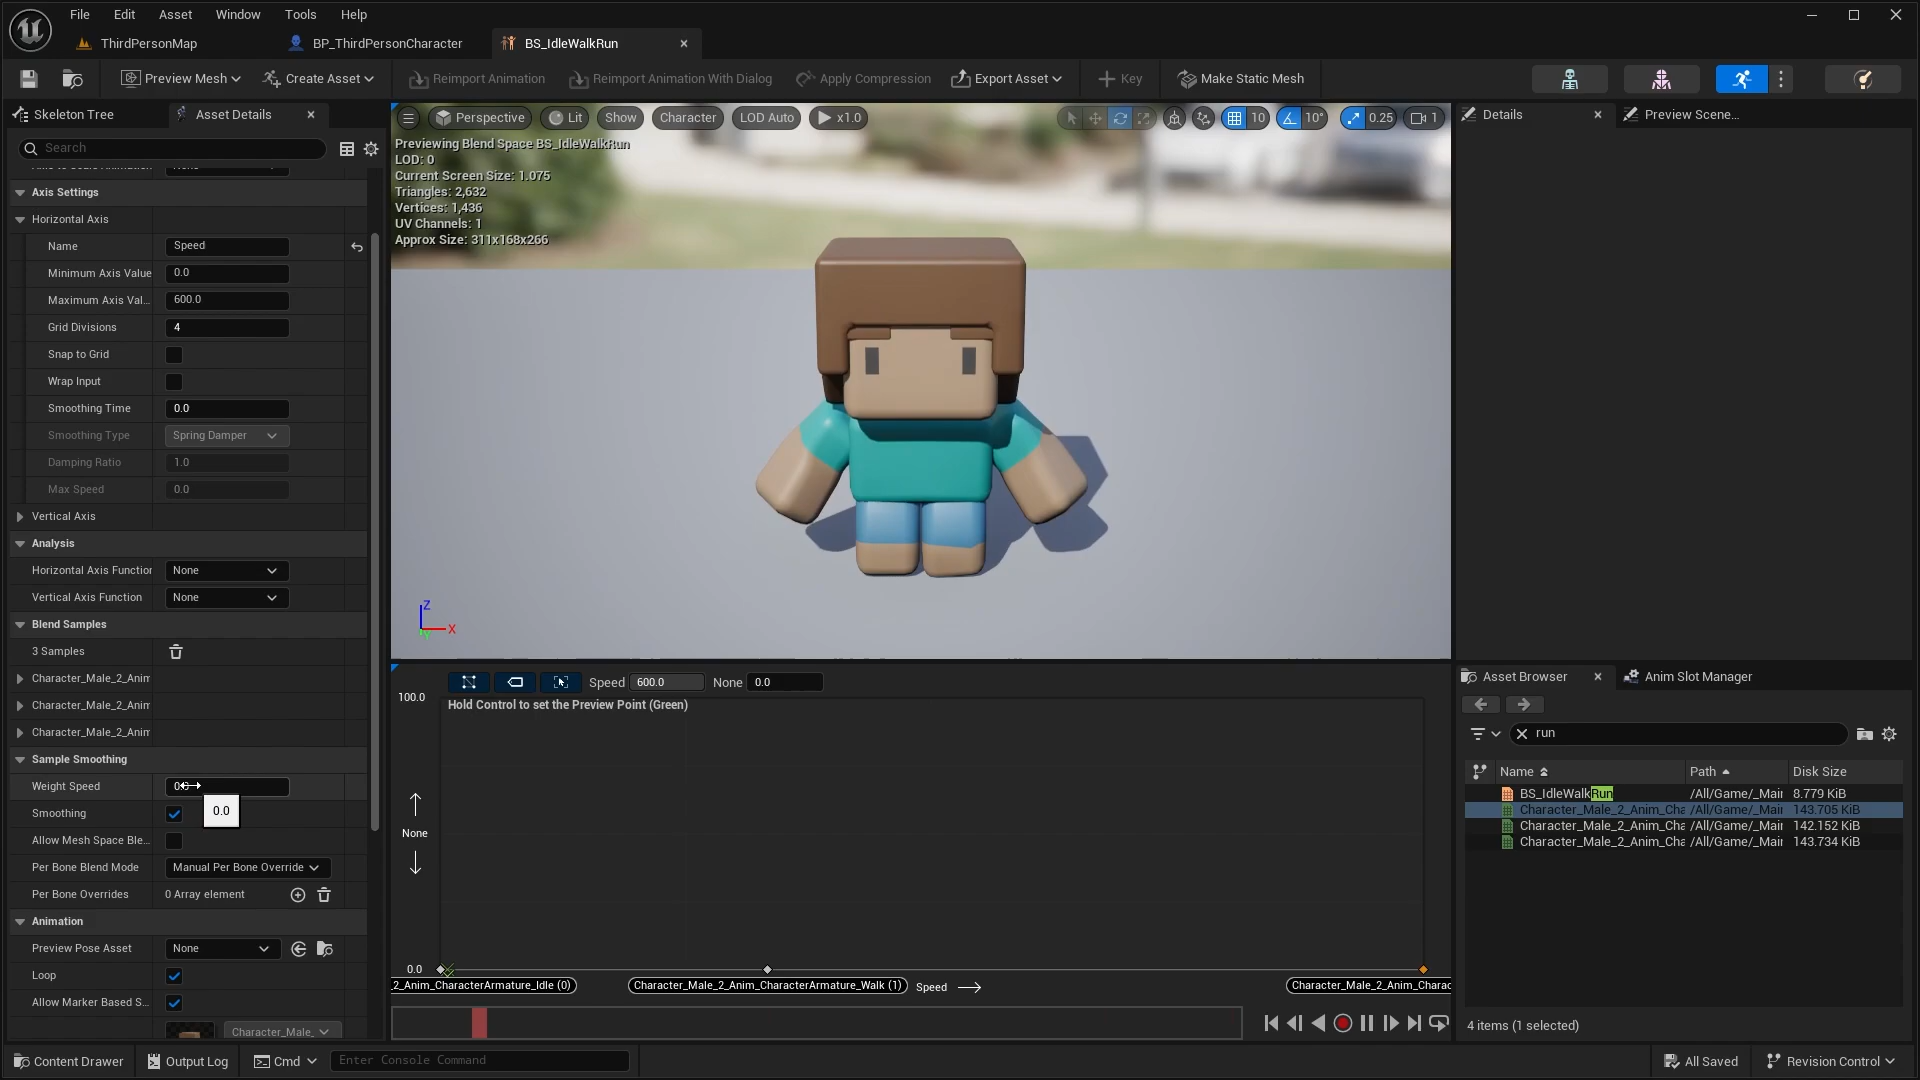 File Edit Asset Window Tools Help
ThirdPersonMap BP_ThirdPersonCharacter BS_IdleWalkRun
Preview Mesh Create Asset Reimport Animation Reimport Animation With Dialog Apply Compression Export Asset Key Make Static Mesh
Skeleton Tree Asset Details
Search
Axis Settings
Horizontal Axis
Name Speed
Minimum Axis Value 0.0
Maximum Axis Val... 600.0
Grid Divisions 4
Snap to Grid
Wrap Input
Smoothing Time 0.0
Smoothing Type Spring Damper
Damping Ratio 1.0
Max Speed 0.0
Vertical Axis
Analysis
Horizontal Axis Function None
Vertical Axis Function None
Blend Samples
3 Samples
Character_Male_2_Anim
Character_Male_2_Anim
Character_Male_2_Anim
Sample Smoothing
Weight Speed
0.0
Smoothing
Allow Mesh Space Ble...
Per Bone Blend Mode Manual Per Bone Override
Per Bone Overrides 0 Array element
Animation
Preview Pose Asset None
Loop
Allow Marker Based S...
Character_Male_
Perspective Lit Show Character LOD Auto x1.0 10 10° 0.25 1
Previewing Blend Space BS_IdleWalkRun
LOD: 0
Current Screen Size: 1.075
Triangles: 2,632
Vertices: 1,436
UV Channels: 1
Approx Size: 311x168x266
Z
X
Y
Speed 600.0 None 0.0
100.0
Hold Control to set the Preview Point (Green)
None
0.0
_2_Anim_CharacterArmature_Idle (0) Character_Male_2_Anim_CharacterArmature_Walk (1) Speed Character_Male_2_Anim_Charac
Details Preview Scene...
Asset Browser Anim Slot Manager
run
Name Path Disk Size
BS_IdleWalkRun /All/Game/_Mai 8.779 KiB
Character_Male_2_Anim_Cha /All/Game/_Mai 143.705 KiB
Character_Male_2_Anim_Cha /All/Game/_Mai 142.152 KiB
Character_Male_2_Anim_Cha /All/Game/_Mai 143.734 KiB
4 items (1 selected)
Content Drawer Output Log Cmd Enter Console Command All Saved Revision Control